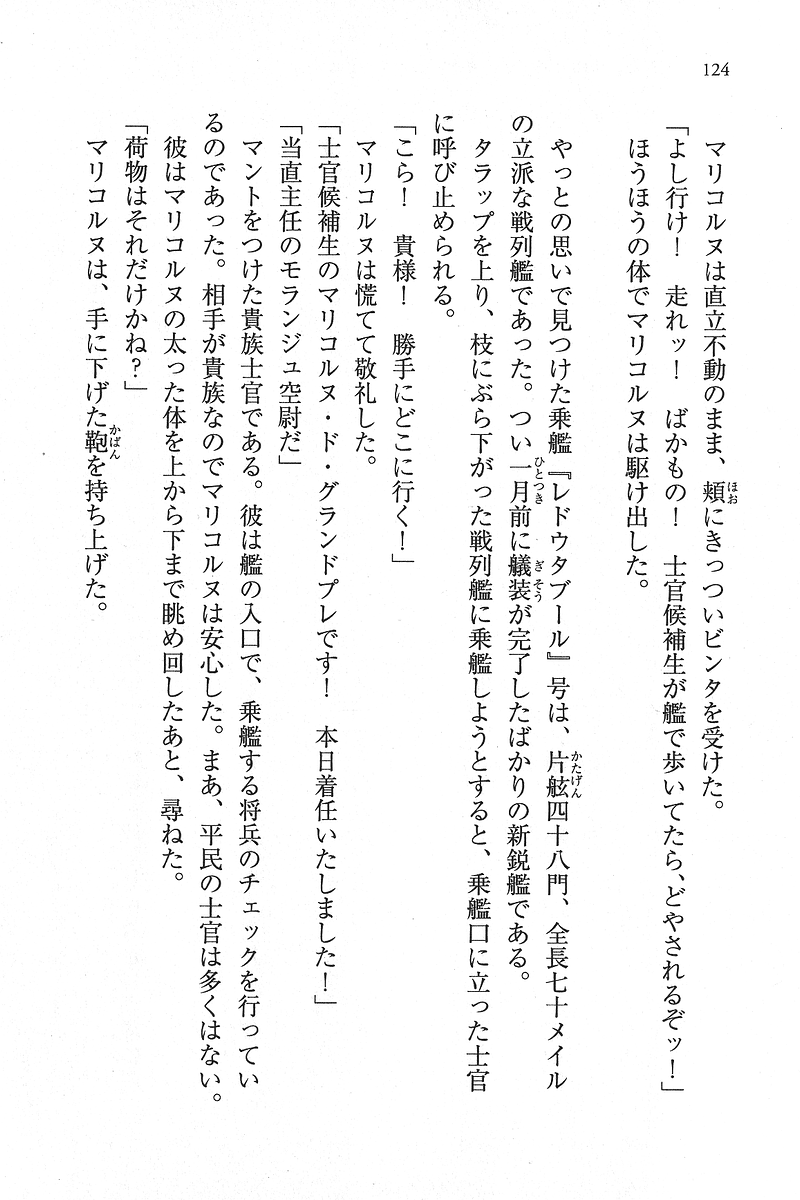 124
マリコルヌは直立不動のまま、頬にきっついビンタを受けた。
「よし行け！　走れッ！　ばかもの！　士官候補生が艦で歩いてたら、どやされるぞッ！」
ほうほうの体でマリコルヌは駆け出した。
やっとの思いで見つけた乗艦『レドウタブール』号は、片舷四十八門、全長七十メイル
の立派な戦列艦であった。つい一月前に艤装が完了したばかりの新鋭艦である。
タラップを上り、枝にぶら下がった戦列艦に乗艦しようとすると、乗艦口に立った士官
に呼び止められる。
「こら！　貴様！　勝手にどこに行く！」
マリコルヌは慌てて敬礼した。
「士官候補生のマリコルヌ・ド・グランドプレです！　本日着任いたしました！」
「当直主任のモランジュ空尉だ」
マントをつけた貴族士官である。彼は艦の入口で、乗艦する将兵のチェックを行ってい
るのであった。相手が貴族なのでマリコルヌは安心した。まあ、平民の士官は多くはない。
彼はマリコルヌの太った体を上から下まで眺め回したあと、尋ねた。
「荷物はそれだけかね？」
マリコルヌは、手に下げた鞄を持ち上げた。
ほお
ひとつき
ぎそう
かたげん
かばん